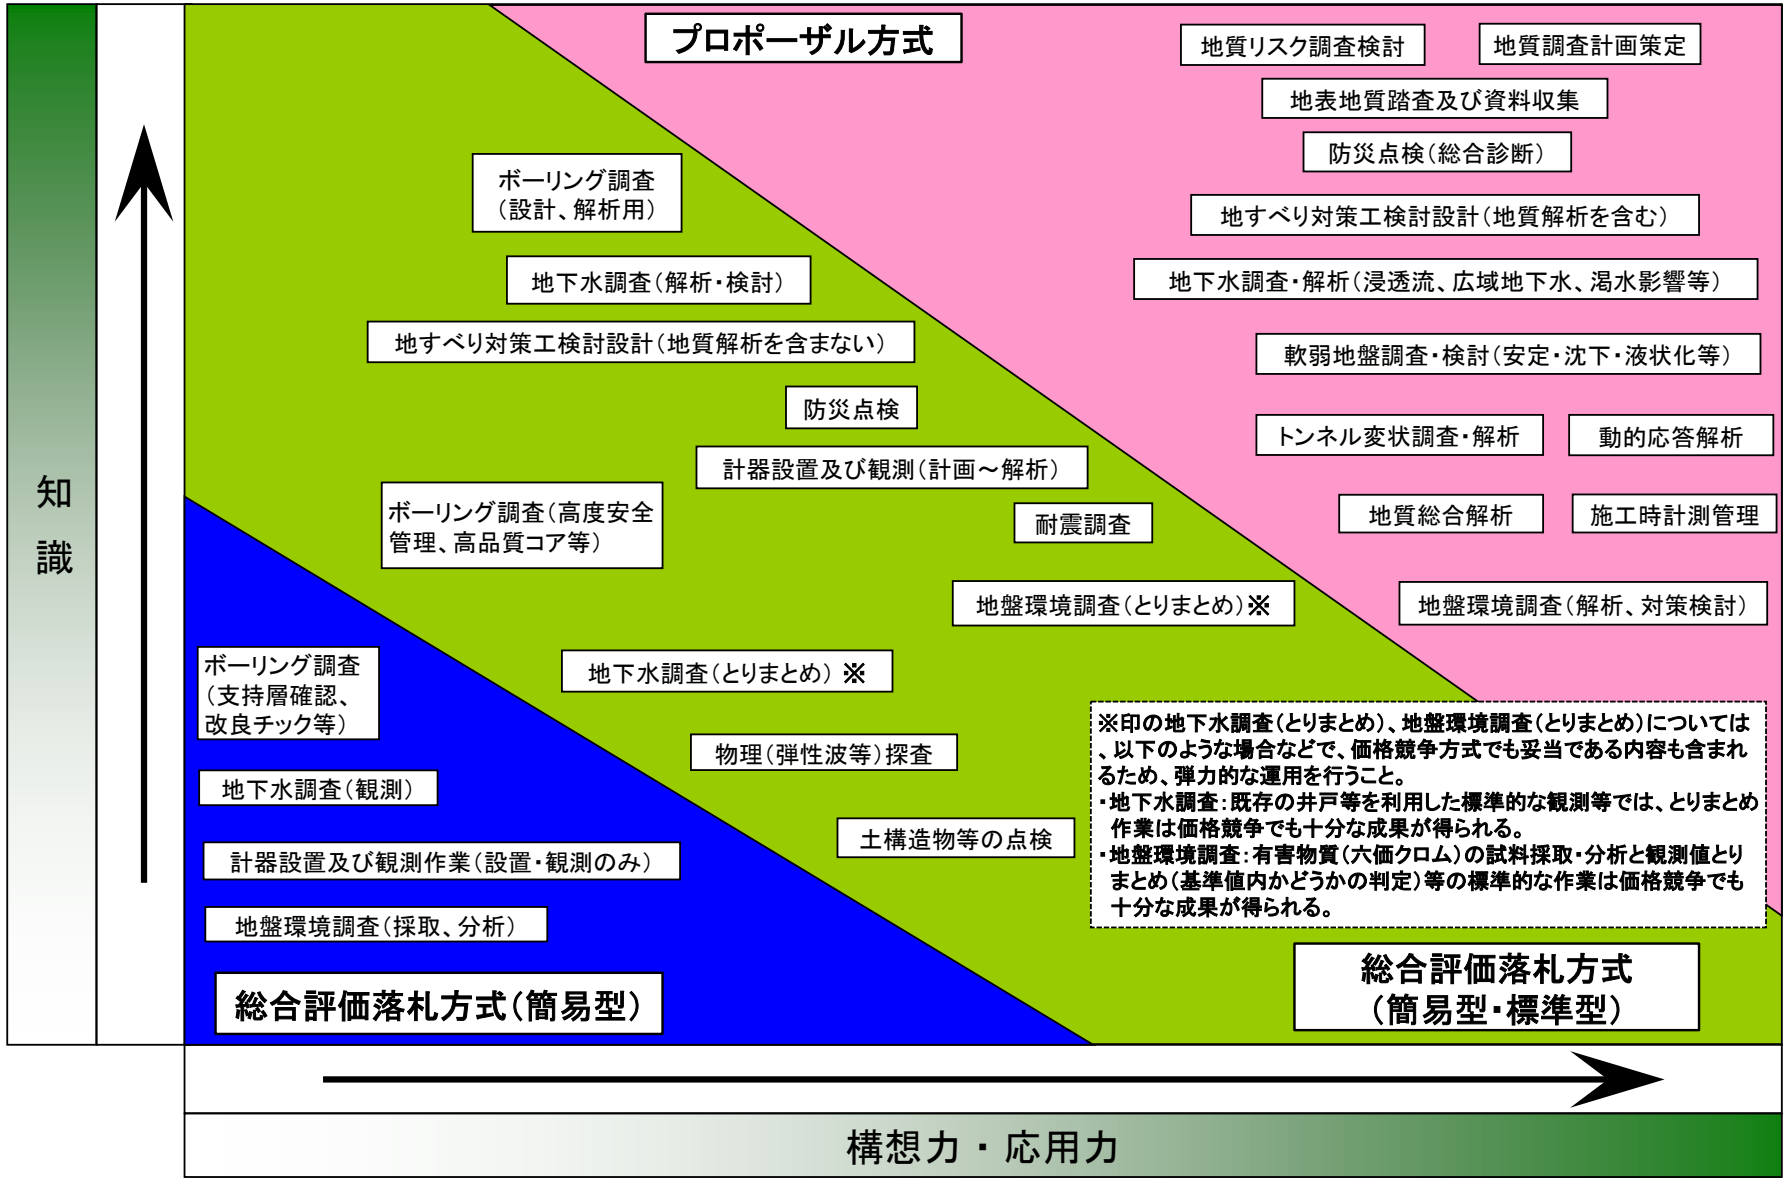 プロポーザル方式
地質リスク調査検討
地質調査計画策定
地表地質踏査及び資料収集
防災点検(総合診断)
ボーリング調査
(設計、解析用)
地すべり対策工検討設計(地質解析を含む)
地下水調査(解析・検討)
地下水調査・解析(浸透流、広域地下水、渇水影響等)
地すべり対策工検討設計(地質解析を含まない)
軟弱地盤調査・検討(安定・沈下・液状化等)
防災点検
トンネル変状調査・解析
動的応答解析
計器設置及び観測(計画～解析)
知
識
ボーリング調査(高度安全
管理、高品質コア等)
耐震調査
地質総合解析
施工時計測管理
地盤環境調査(とりまとめ)※
地盤環境調査(解析、対策検討)
ボーリング調査
(支持層確認、
改良チック等)
地下水調査(とりまとめ)※
物理(弾性波等)探査
※印の地下水調査(とりまとめ)、地盤環境調査(とりまとめ)については
、以下のような場合などで、価格競争方式でも妥当である内容も含まれ
るため、弾力的な運用を行うこと。
・地下水調査:既存の井戸等を利用した標準的な観測等では、とりまとめ
作業は価格競争でも十分な成果が得られる。
・地盤環境調査:有害物質(六価クロム)の試料採取・分析と観測値とり
まとめ(基準値内かどうかの判定)等の標準的な作業は価格競争でも
十分な成果が得られる。
地下水調査(観測)
土構造物等の点検
計器設置及び観測作業(設置・観測のみ)
地盤環境調査(採取、分析)
総合評価落札方式(簡易型)
総合評価落札方式
(簡易型・標準型)
構想力・応用力